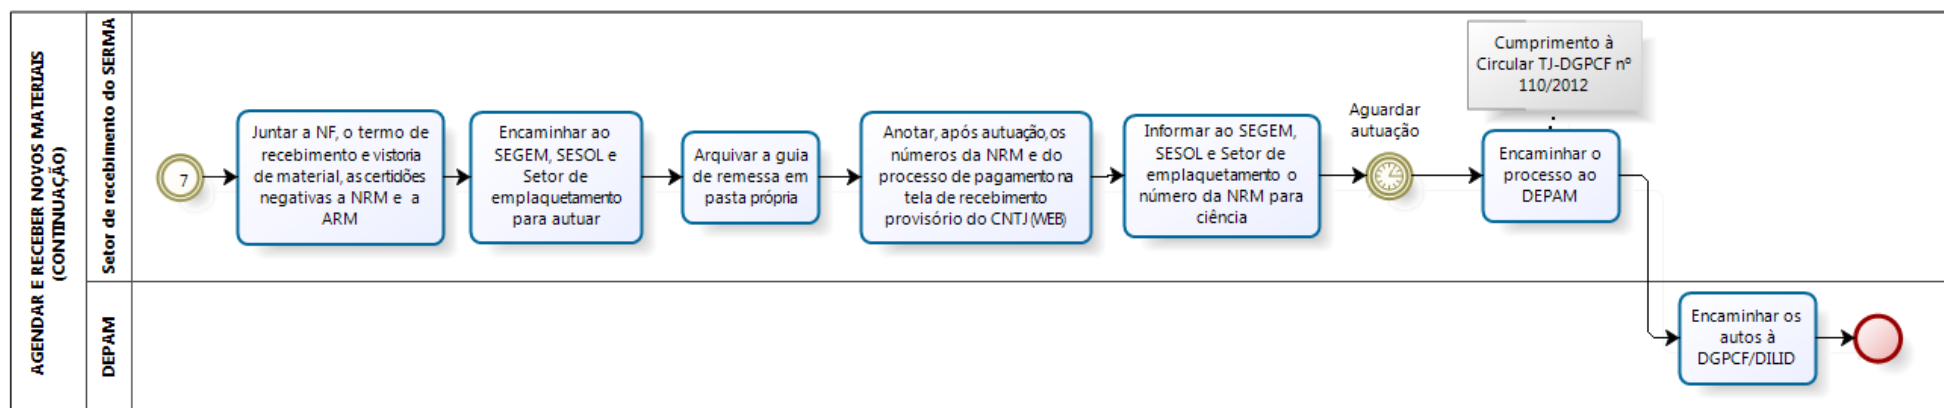 AGENDAR E RECEBER NOVOS MATERIAIS
(CONTINUAÇÃO)
Setor de recebimento do SERMA
7
Juntar a NF, o termo de
recebimento e vistoria
de material, as certidões
negativas a NRM e a
ARM
Encaminhar ao
SEGEM, SESOL e
Setor de
emplaquetamento
para autuar
Arquivar a guia
de remessa em
pasta própria
Anotar, após autuação, os
números da NRM e do
processo de pagamento na
tela de recebimento
provisório do CNTJ (WEB)
Informar ao SEGEM,
SESOL e Setor de
emplaquetamento o
número da NRM para
ciência
Aguardar
autuação
Cumprimento à
Circular TJ-DGPCF nº
110/2012
Encaminhar o
processo ao
DEPAM
DEPAM
Encaminhar os
autos à
DGPCF/DILID